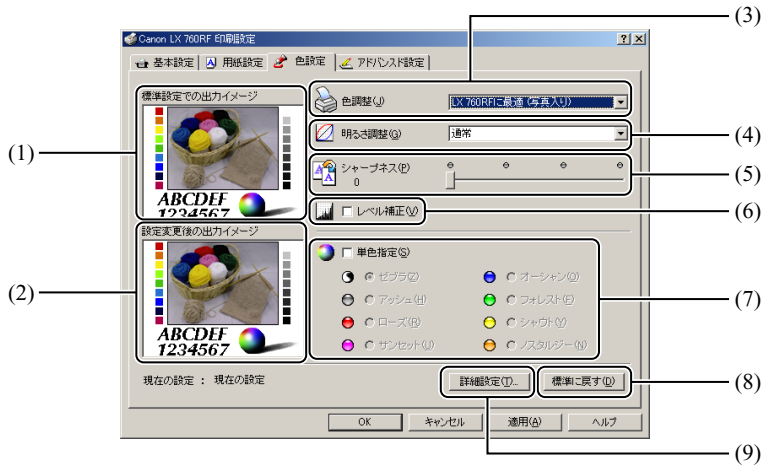 (3)
Canon LX 760RF 印刷設定
基本設定 用紙設定 色設定 アドバンスト設定
標準設定での出力イメージ
ABCDEF
1234567
(1)
色調整(J) LX 760RFに最適 (写真入り)
明るさ調整(G) 通常
(4)
シャープネス(P)
0
(5)
レベル補正(V)
(6)
設定変更後の出力イメージ
ABCDEF
1234567
(2)
単色指定(S)
ゼブラ(Z) オーシャン(O)
アッシュ(H) フォレスト(F)
ローズ(R) シャウト(Y)
サンセット(U) ノスタルジー(N)
(7)
現在の設定 : 現在の設定
詳細設定(T)... 標準に戻す(D)
(8)
OK キャンセル 適用(A) ヘルプ
(9)